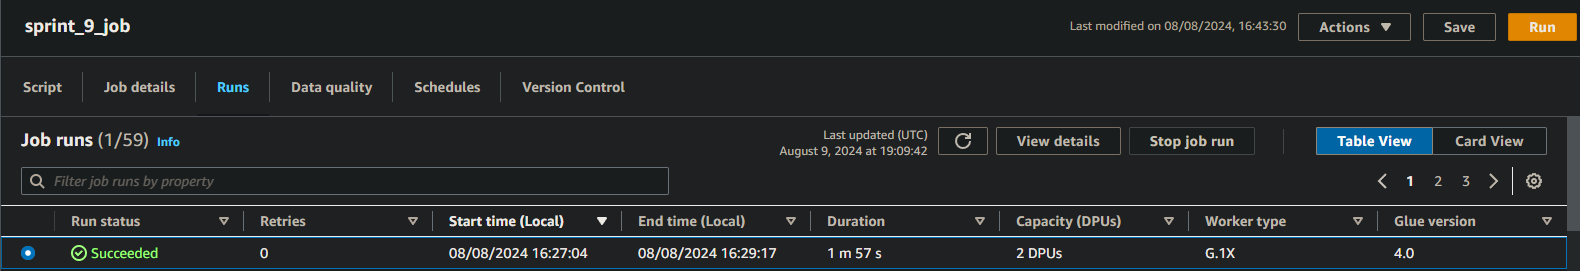 sprint_9_job
Last modified on 08/08/2024, 16:43:30
Actions
Save
Run
Script
Job details
Runs
Data quality
Schedules
Version Control
Job runs (1/59) Info
Last updated (UTC)
August 9, 2024 at 19:09:42
View details
Stop job run
Table View
Card View
Filter job runs by property
1 2 3
Run status Retries Start time (Local) End time (Local) Duration Capacity (DPUs) Worker type Glue version
Succeeded 0 08/08/2024 16:27:04 08/08/2024 16:29:17 1 m 57 s 2 DPUs G.1X 4.0